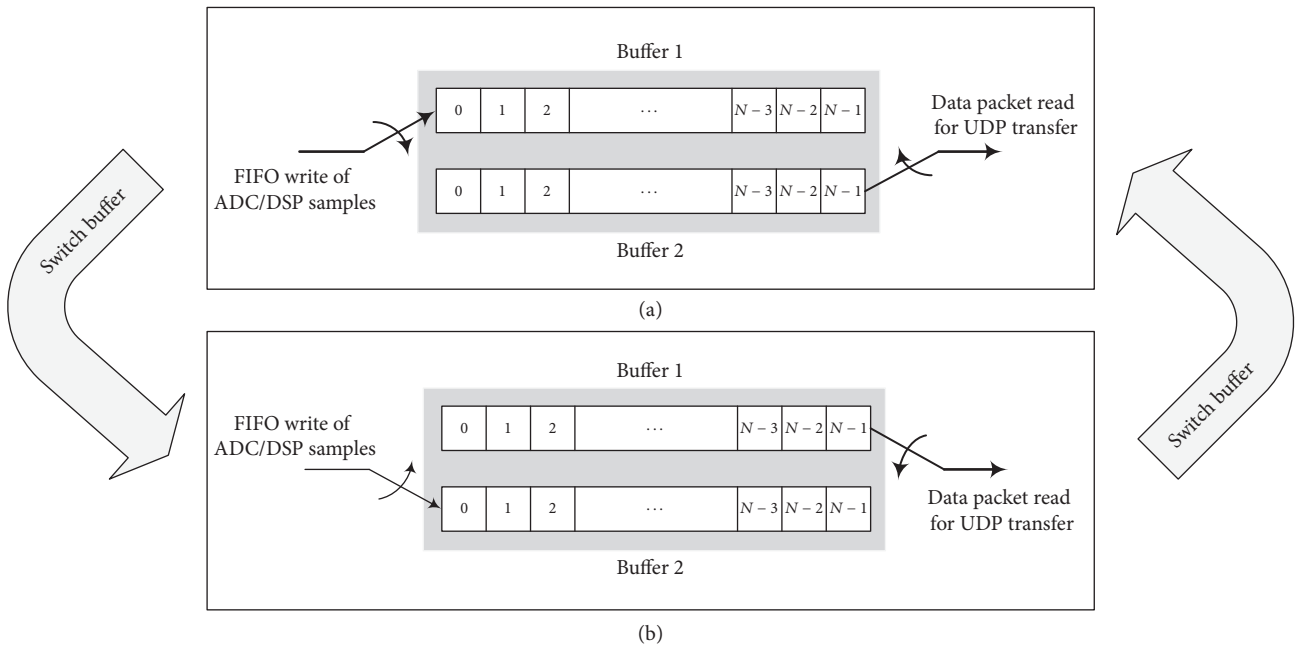 Buffer 1
0 1 2 ⋯ N − 3 N − 2 N − 1
Data packet read
for UDP transfer
FIFO write of
ADC/DSP samples
0 1 2 ⋯ N − 3 N − 2 N − 1
Buffer 2
Switch buffer
(a)
Buffer 1
FIFO write of
ADC/DSP samples
0 1 2 ⋯ N − 3 N − 2 N − 1
0 1 2 ⋯ N − 3 N − 2 N − 1
Data packet read
for UDP transfer
Buffer 2
Switch buffer
(b)